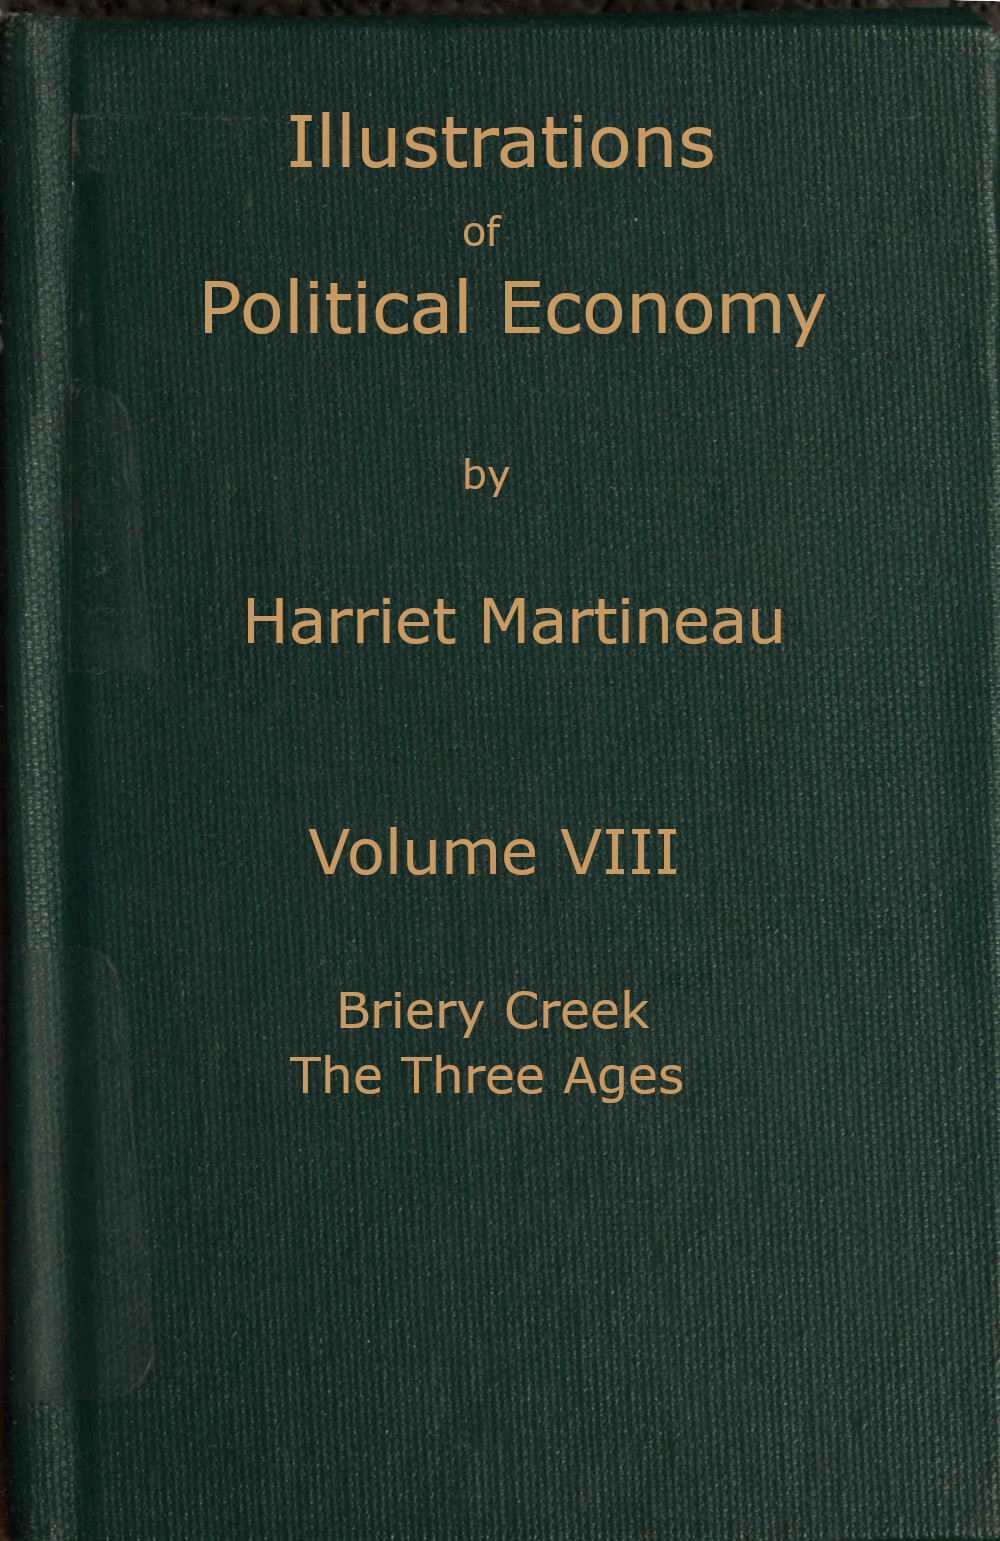 Illustrations
of
Political Economy
by
Harriet Martineau
Volume VIII
Briery Creek
The Three Ages